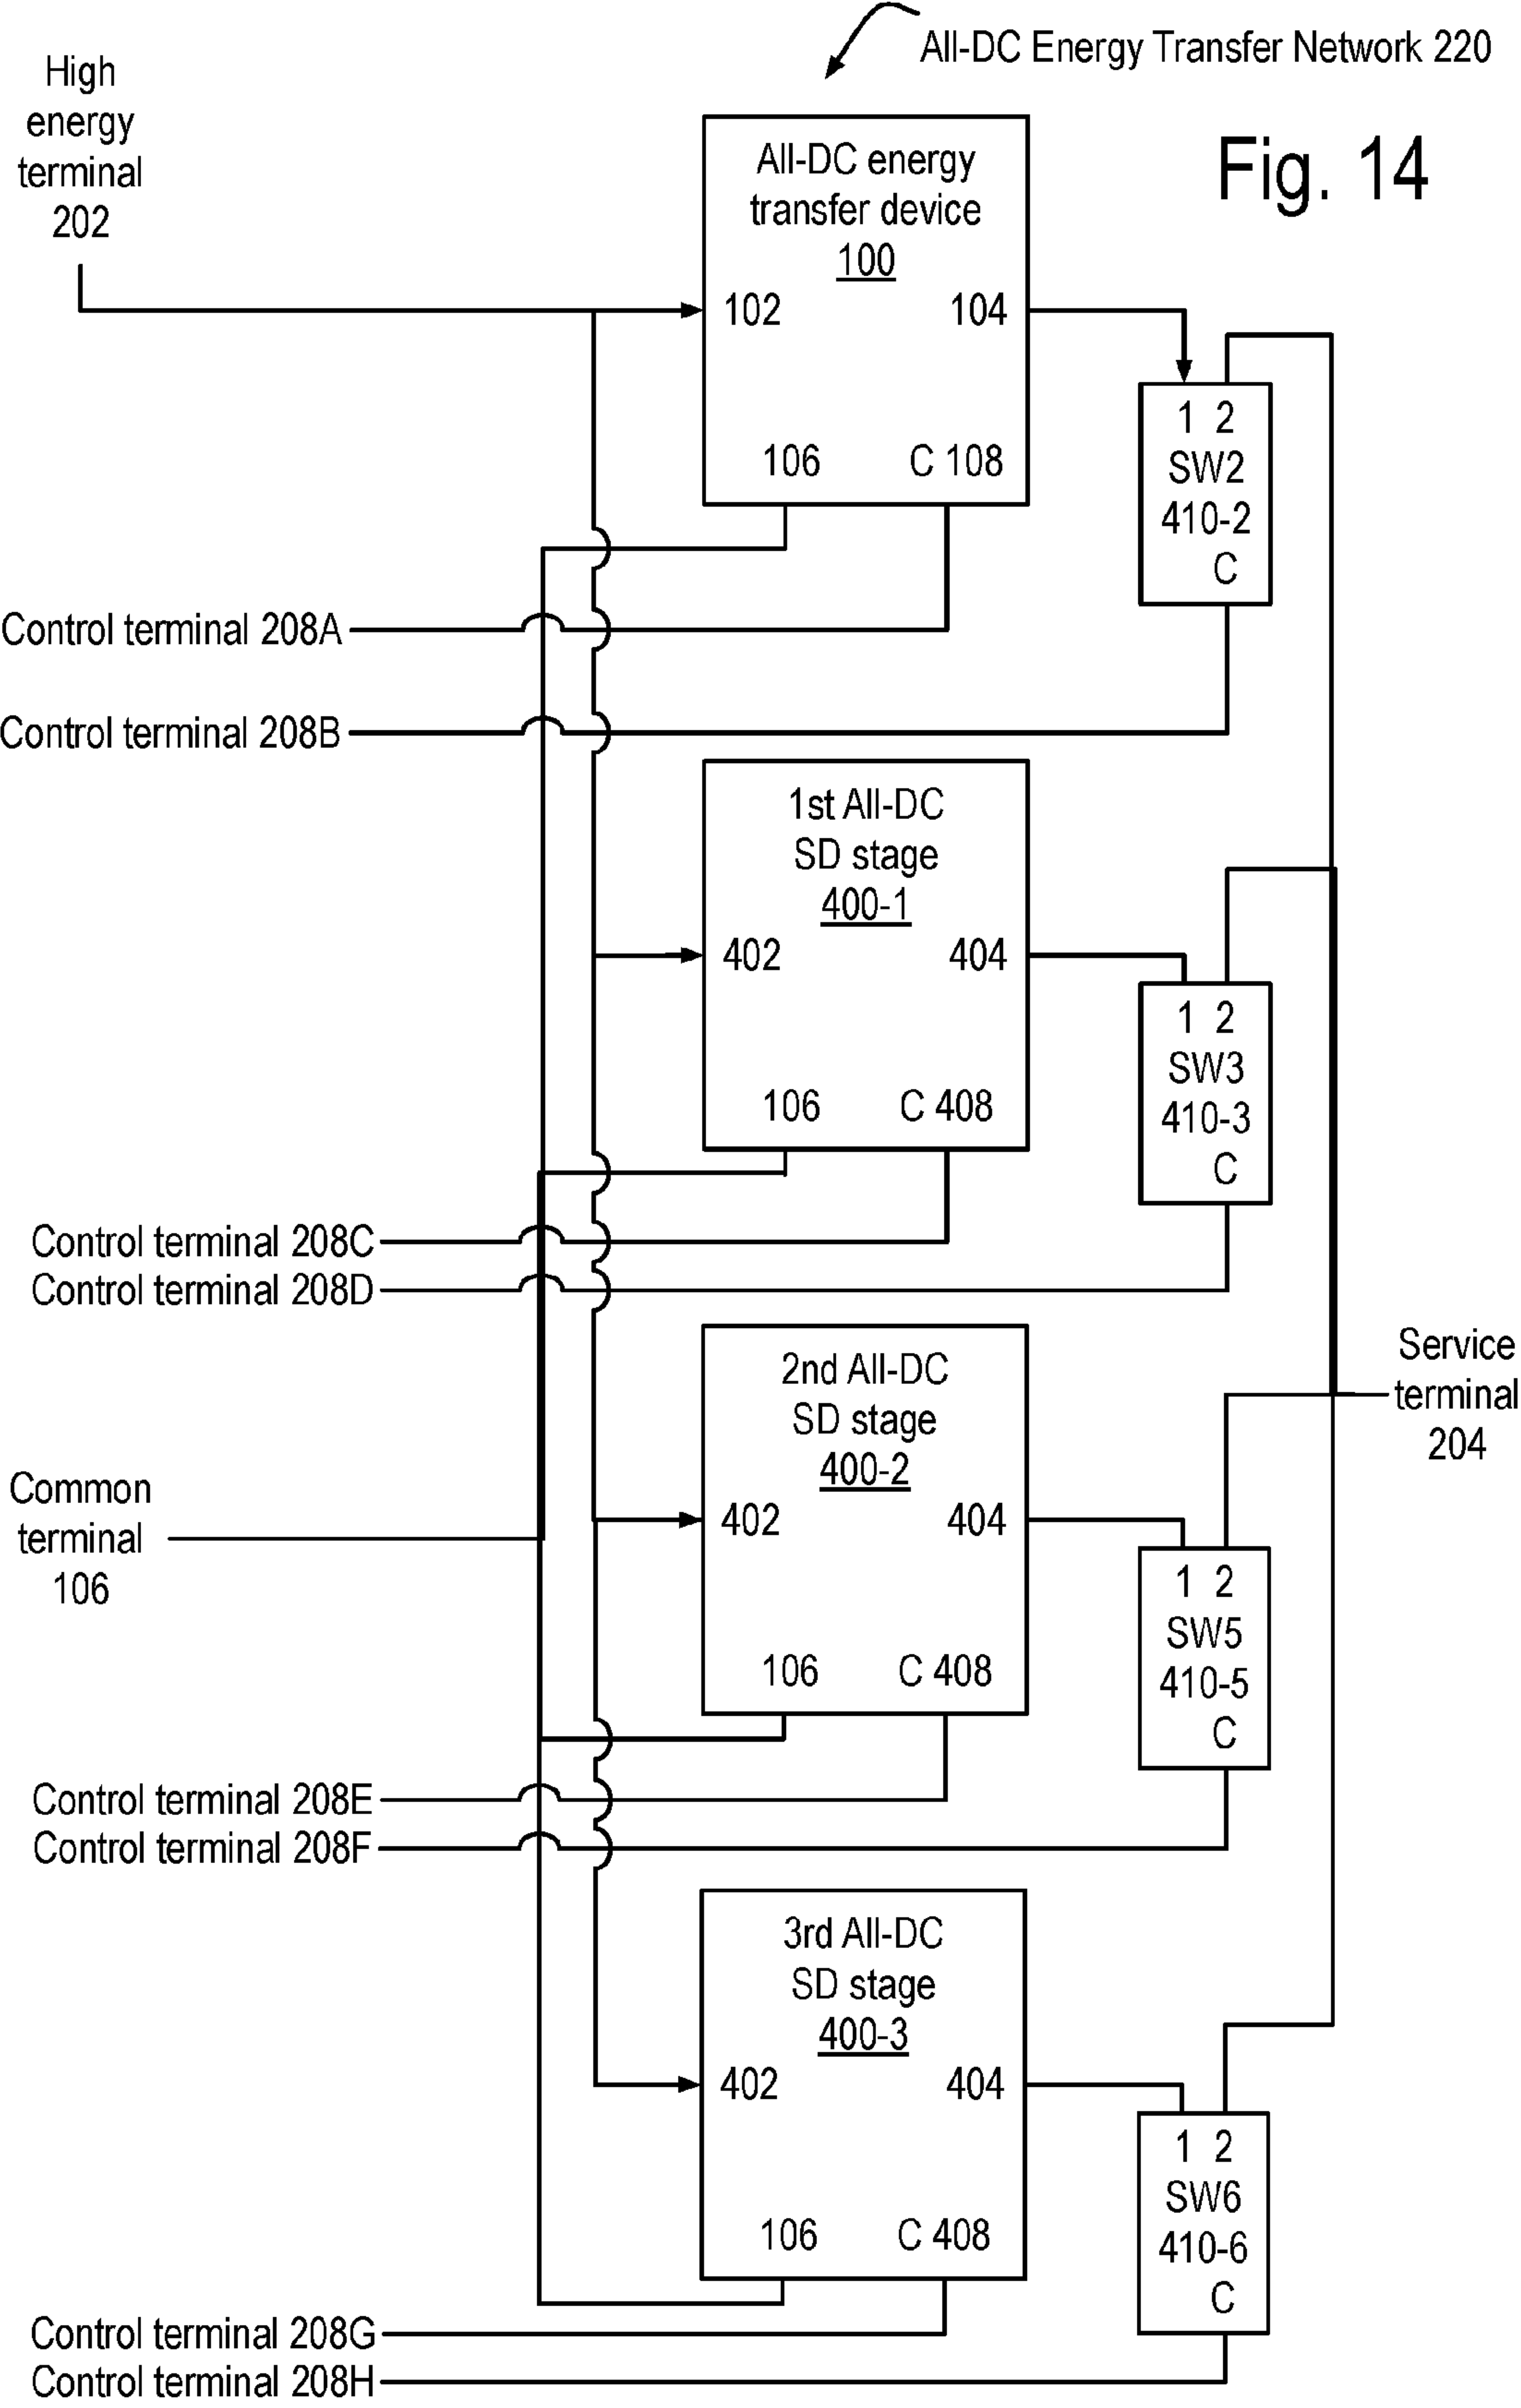 All-DC Energy Transfer Network 220
Fig. 14
High
energy
terminal
202
All-DC energy
transfer device
100
102 104
106 C 108
1 2
SW2
410-2
C
Control terminal 208A
Control terminal 208B
1st All-DC
SD stage
400-1
402 404
106 C 408
1 2
SW3
410-3
C
Control terminal 208C
Control terminal 208D
2nd All-DC
SD stage
400-2
402 404
106 C 408
Service
terminal
204
Common
terminal
106
1 2
SW5
410-5
C
Control terminal 208E
Control terminal 208F
3rd All-DC
SD stage
400-3
402 404
106 C 408
1 2
SW6
410-6
C
Control terminal 208G
Control terminal 208H